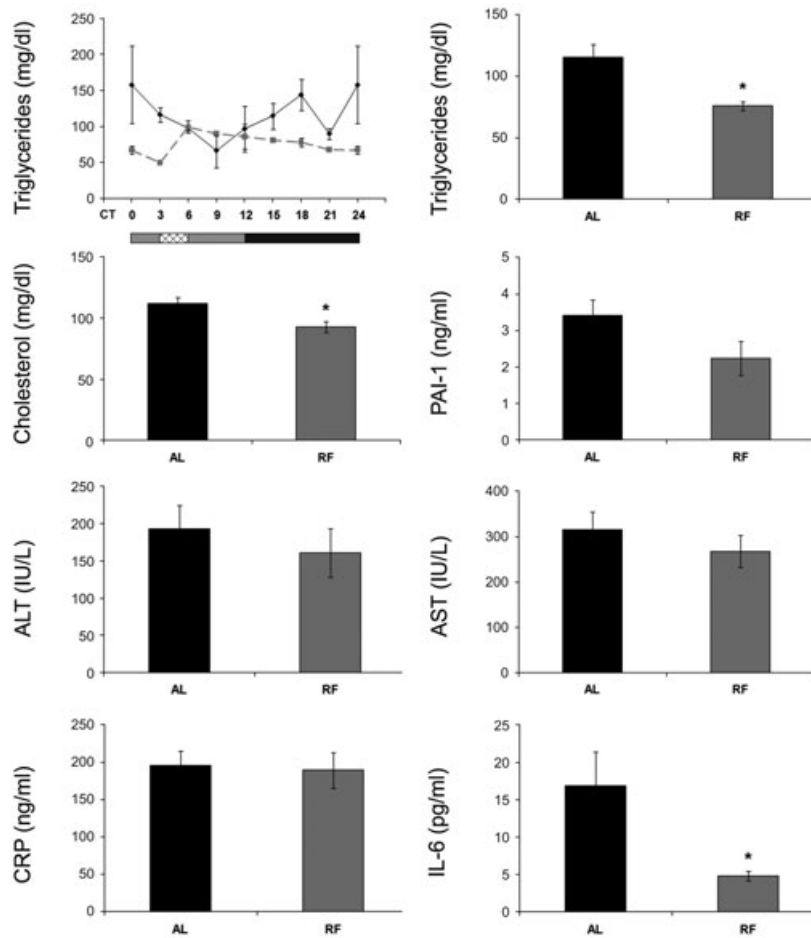 Triglycerides (mg/dl)
250
200
150
100
50
0
CT 0 3 6 9 12 15 18 21 24
Triglycerides (mg/dl)
150
100
50
0
*
AL RF
Cholesterol (mg/dl)
150
100
50
0
*
AL RF
PAI-1 (ng/ml)
5
4
3
2
1
0
AL RF
ALT (IU/L)
250
200
150
100
50
0
AL RF
AST (IU/L)
400
300
200
100
0
AL RF
CRP (ng/ml)
250
200
150
100
50
0
AL RF
IL-6 (pg/ml)
25
20
15
10
5
0
*
AL RF